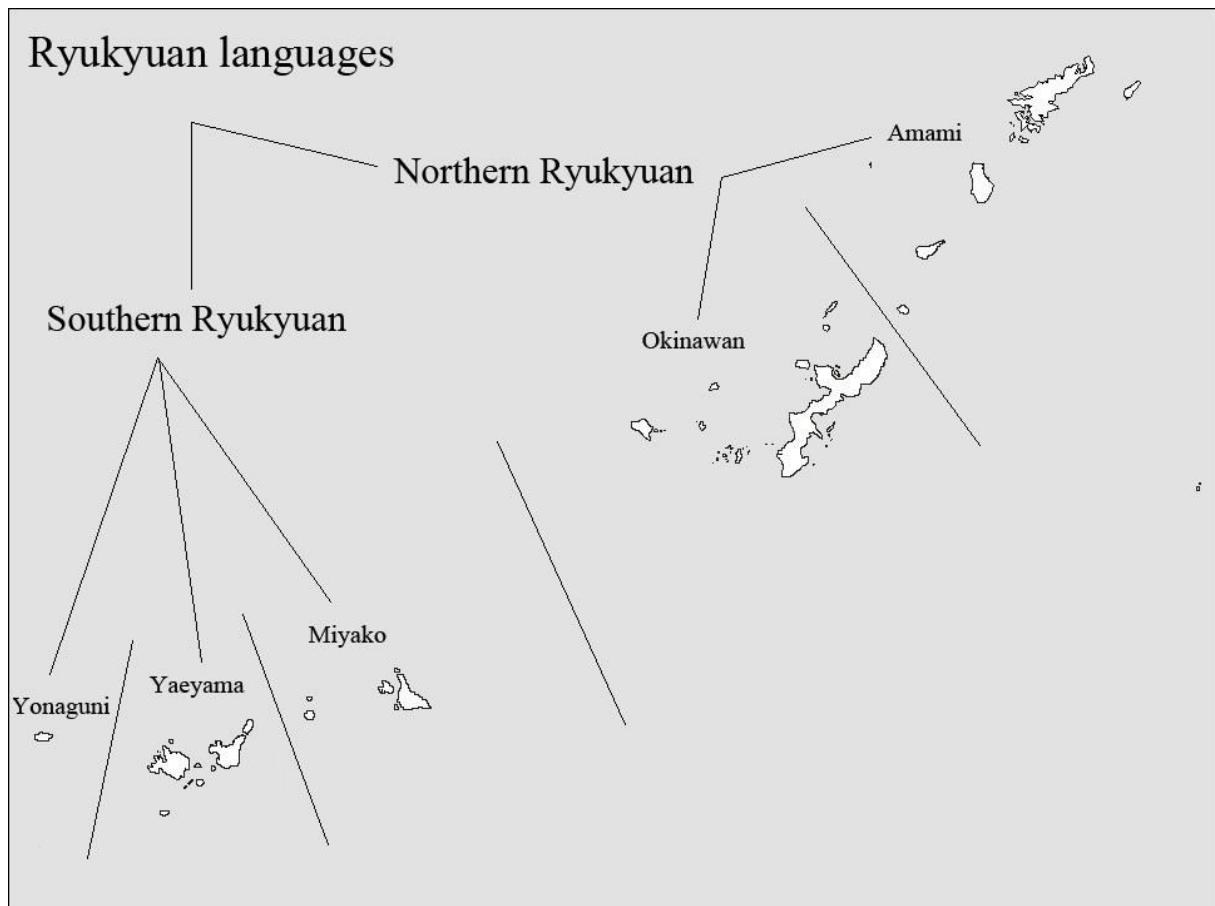 Ryukyuan languages
Amami
Northern Ryukyuan
Southern Ryukyuan
Okinawan
Miyako
Yaeyama
Yonaguni